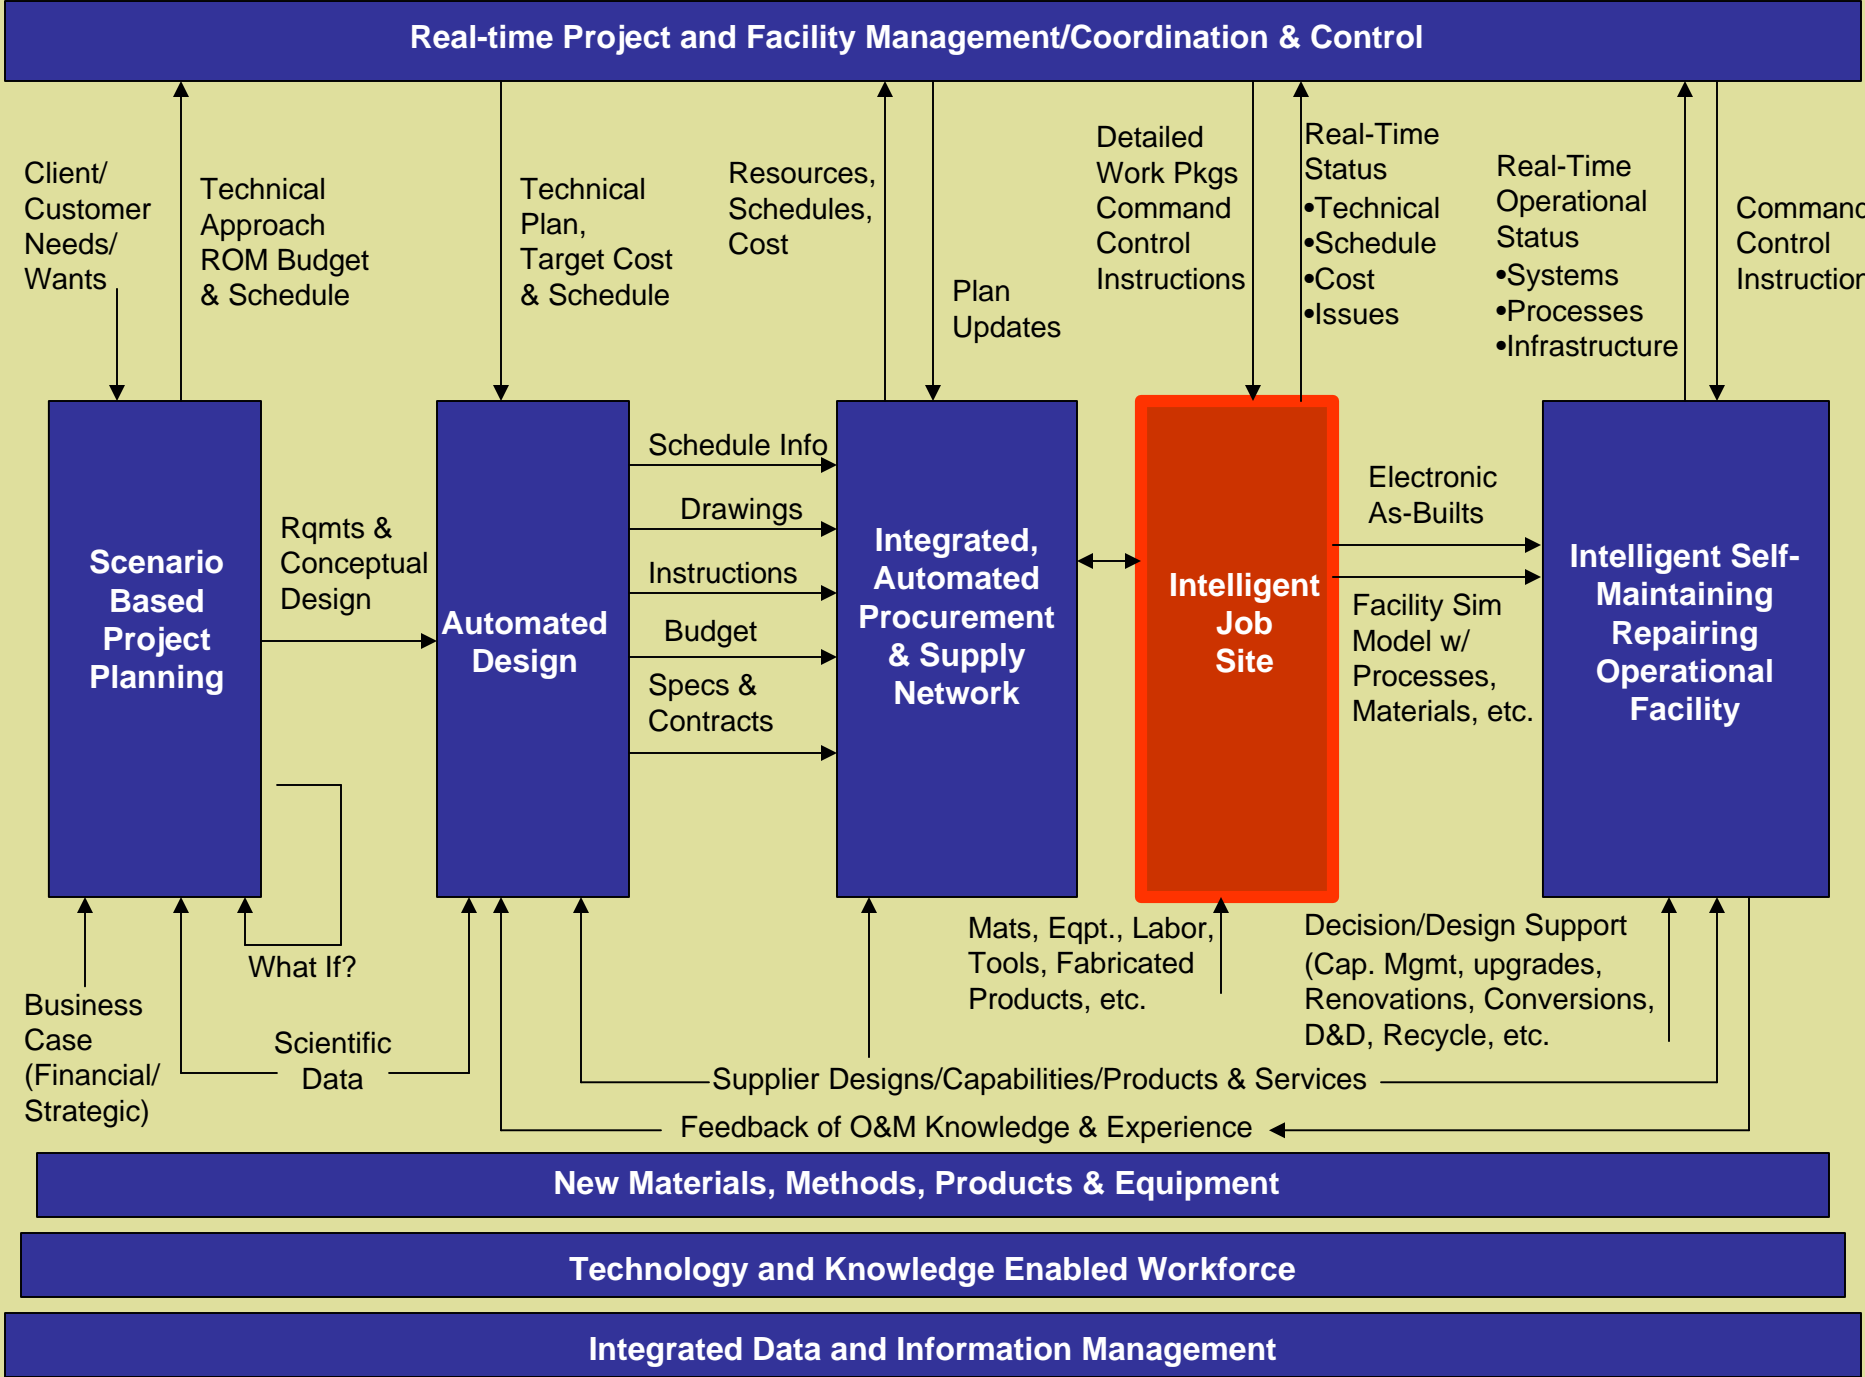 Real-time Project and Facility Management/Coordination & Control
Client/
Customer
Needs/
Wants
Technical
Approach
ROM Budget
& Schedule
Technical
Plan,
Target Cost
& Schedule
Resources,
Schedules,
Cost
Plan
Updates
Detailed
Work Pkgs
Command
Control
Instructions
Real-Time
Status
•Technical
•Schedule
•Cost
•Issues
Real-Time
Operational
Status
•Systems
•Processes
•Infrastructure
Command
Control
Instruction
Scenario
Based
Project
Planning
Rqmts &
Conceptual
Design
Automated
Design
Schedule Info
Drawings
Instructions
Budget
Specs &
Contracts
Integrated,
Automated
Procurement
& Supply
Network
Intelligent
Job
Site
Electronic
As-Builts
Facility Sim
Model w/
Processes,
Materials, etc.
Intelligent Self-
Maintaining
Repairing
Operational
Facility
What If?
Business
Case
(Financial/
Strategic)
Scientific
Data
Mats, Eqpt., Labor,
Tools, Fabricated
Products, etc.
Decision/Design Support
(Cap. Mgmt, upgrades,
Renovations, Conversions,
D&D, Recycle, etc.
Supplier Designs/Capabilities/Products & Services
Feedback of O&M Knowledge & Experience
New Materials, Methods, Products & Equipment
Technology and Knowledge Enabled Workforce
Integrated Data and Information Management